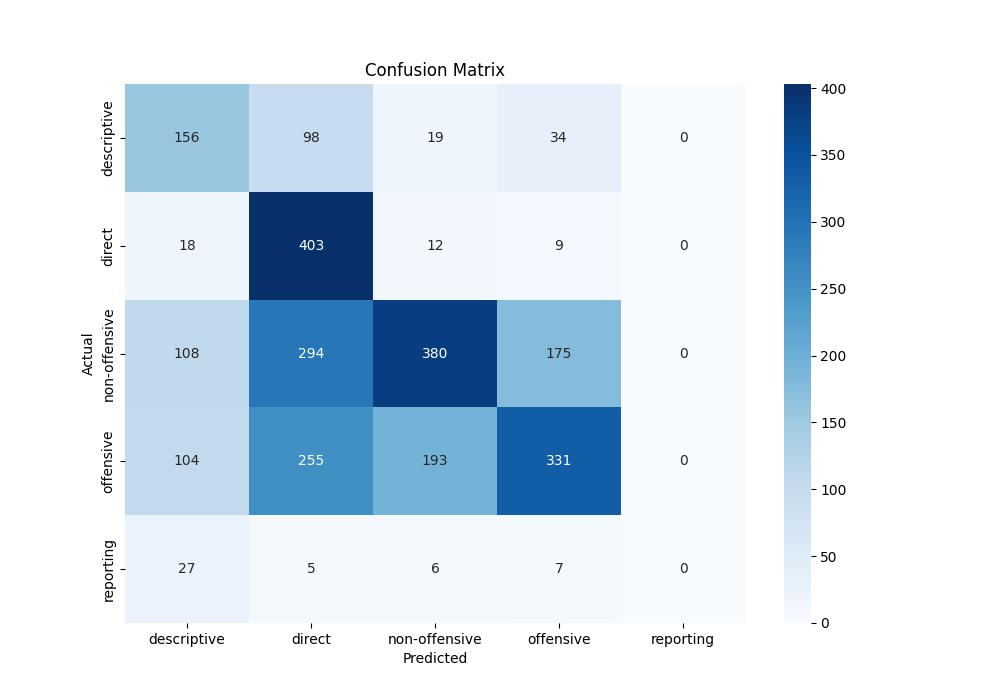 Confusion Matrix
Actual
descriptive 156 98 19 34 0
direct 18 403 12 9 0
non-offensive 108 294 380 175 0
offensive 104 255 193 331 0
reporting 27 5 6 7 0
descriptive direct non-offensive offensive reporting
Predicted
400
350
300
250
200
150
100
50
0